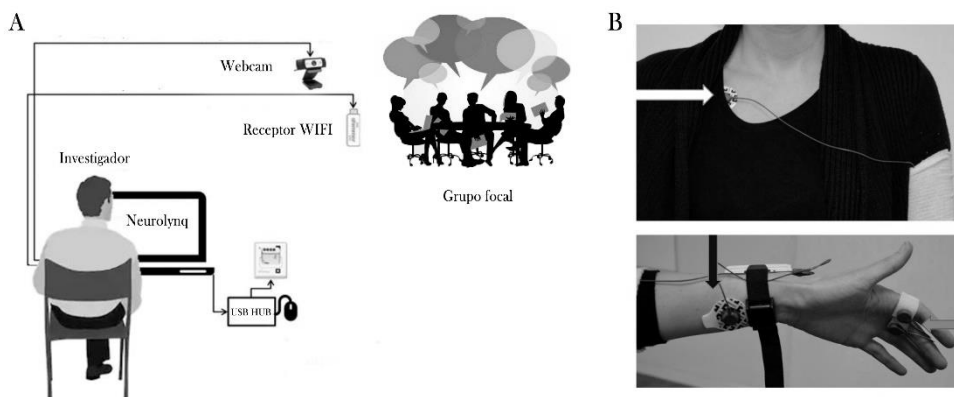 A
B
Webcam
Receptor WIFI
Investigador
Grupo focal
Neurolynq
USB HUB